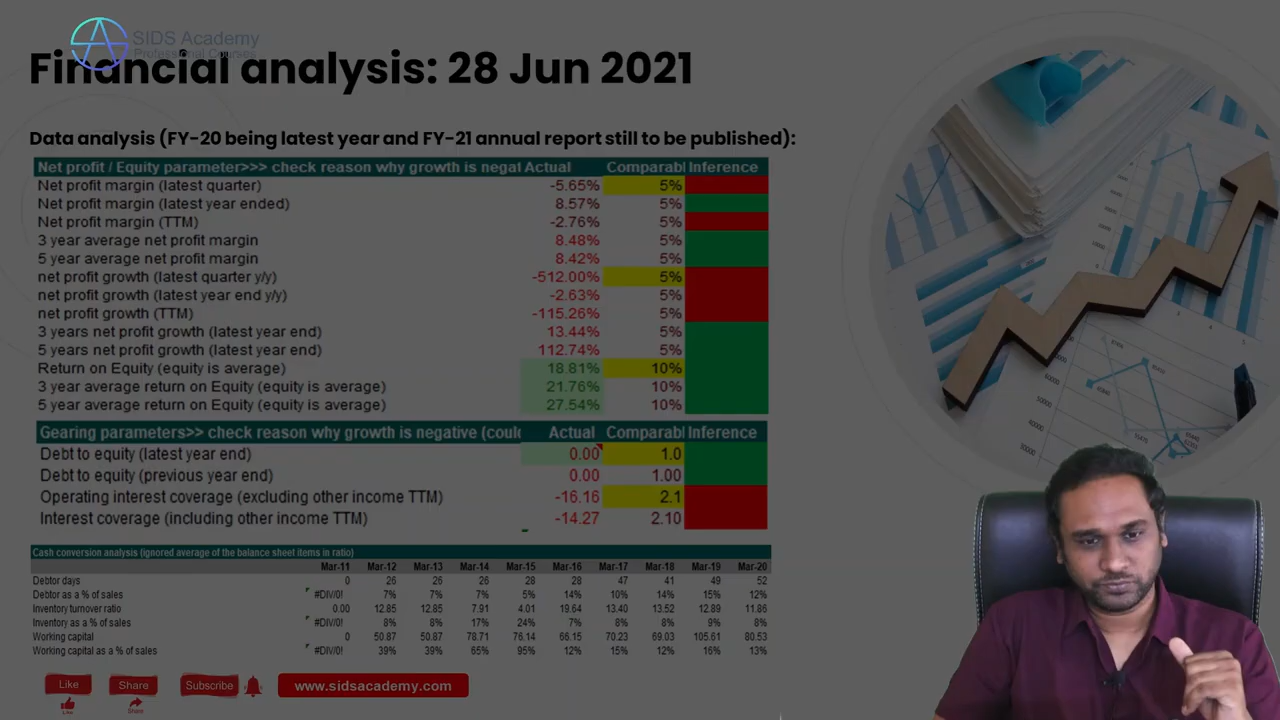 SIDS Academy
Professional Courses
Financial analysis: 28 Jun 2021
Data analysis (FY-20 being latest year and FY-21 annual report still to be published):
Net profit / Equity parameter>>> check reason why growth is negat Actual Comparabl Inference
Net profit margin (latest quarter) -5.65% 5%
Net profit margin (latest year ended) 8.57% 5%
Net profit margin (TTM) -2.76% 5%
3 year average net profit margin 8.48% 5%
5 year average net profit margin 8.42% 5%
net profit growth (latest quarter y/y) -512.00% 5%
net profit growth (latest year end y/y) -2.63% 5%
net profit growth (TTM) -115.26% 5%
3 years net profit growth (latest year end) 13.44% 5%
5 years net profit growth (latest year end) 112.74% 5%
Return on Equity (equity is average) 18.81% 10%
3 year average return on Equity (equity is average) 21.76% 10%
5 year average return on Equity (equity is average) 27.54% 10%
Gearing parameters>> check reason why growth is negative (coulc Actual Comparabl Inference
Debt to equity (latest year end) 0.00 1.0
Debt to equity (previous year end) 0.00 1.00
Operating interest coverage (excluding other income TTM) -16.16 2.1
Interest coverage (including other income TTM) -14.27 2.10
Cash conversion analysis (ignored average of the balance sheet items in ratio)
Mar-11 Mar-12 Mar-13 Mar-14 Mar-15 Mar-16 Mar-17 Mar-18 Mar-19 Mar-20
Debtor days 0 26 26 26 28 28 47 41 49 52
Debtor as a % of sales #DIV/0! 7% 7% 7% 5% 14% 10% 14% 15% 12%
Inventory turnover ratio 0.00 12.85 12.85 7.91 4.01 19.64 13.40 13.52 12.89 11.86
Inventory as a % of sales #DIV/0! 8% 8% 17% 24% 7% 8% 8% 9% 8%
Working capital 0 50.87 50.87 78.71 76.14 66.15 70.23 69.03 105.61 80.53
Working capital as a % of sales #DIV/0! 39% 39% 65% 95% 12% 15% 12% 16% 13%
Like Share Subscribe www.sidsacademy.com
Like Share